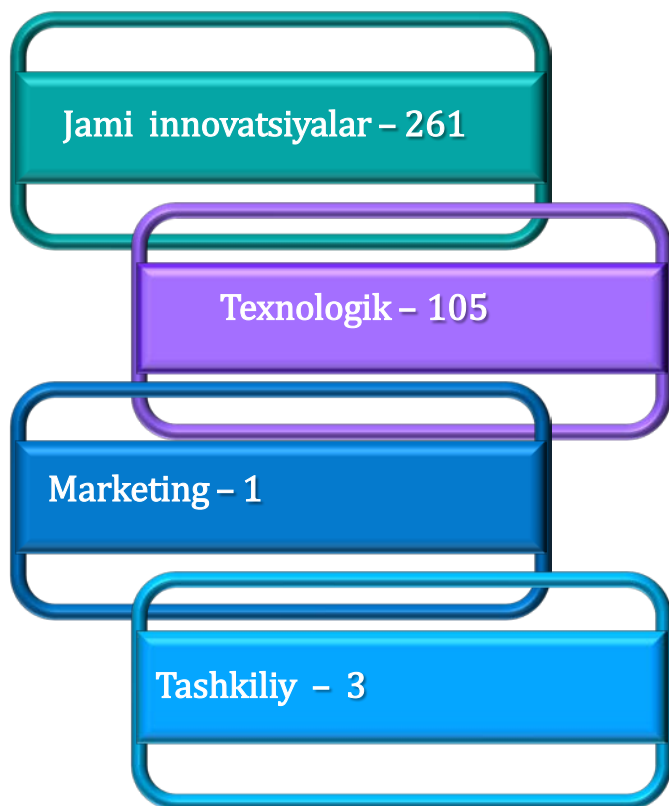 Jami innovatsiyalar – 261
Texnologik – 105
Marketing – 1
Tashkiliy – 3